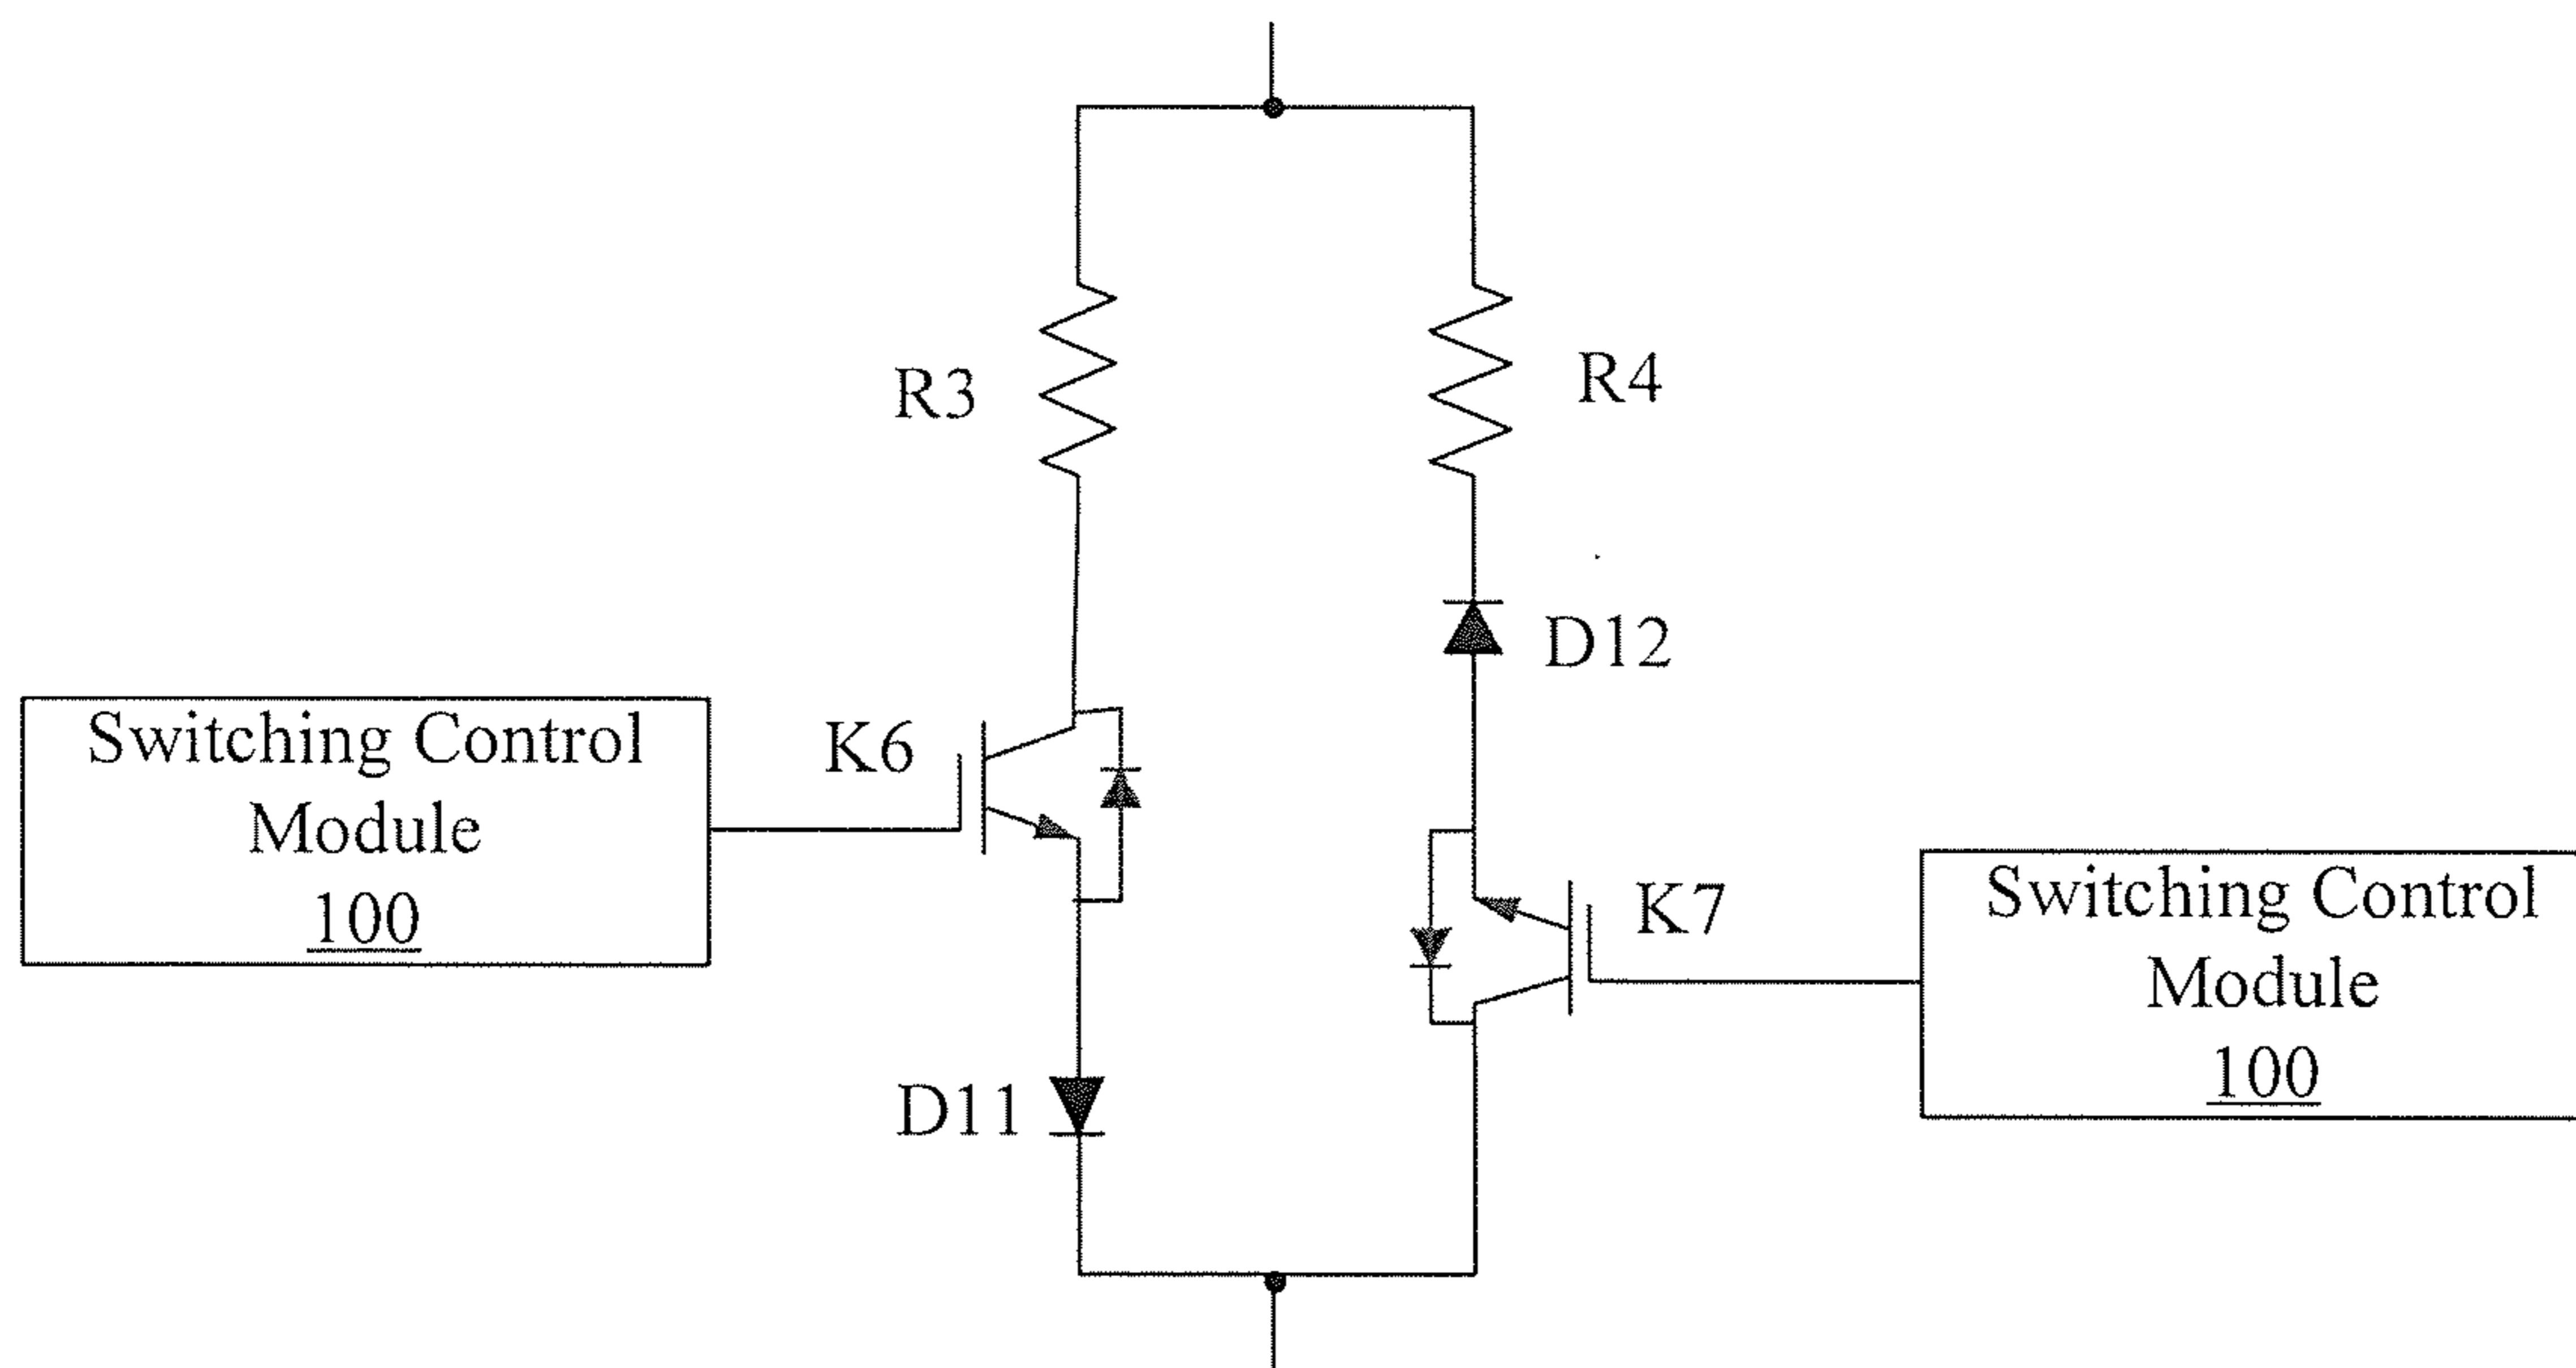 R3
R4
D12
K6
Switching Control
Module
100
K7
Switching Control
Module
100
D11